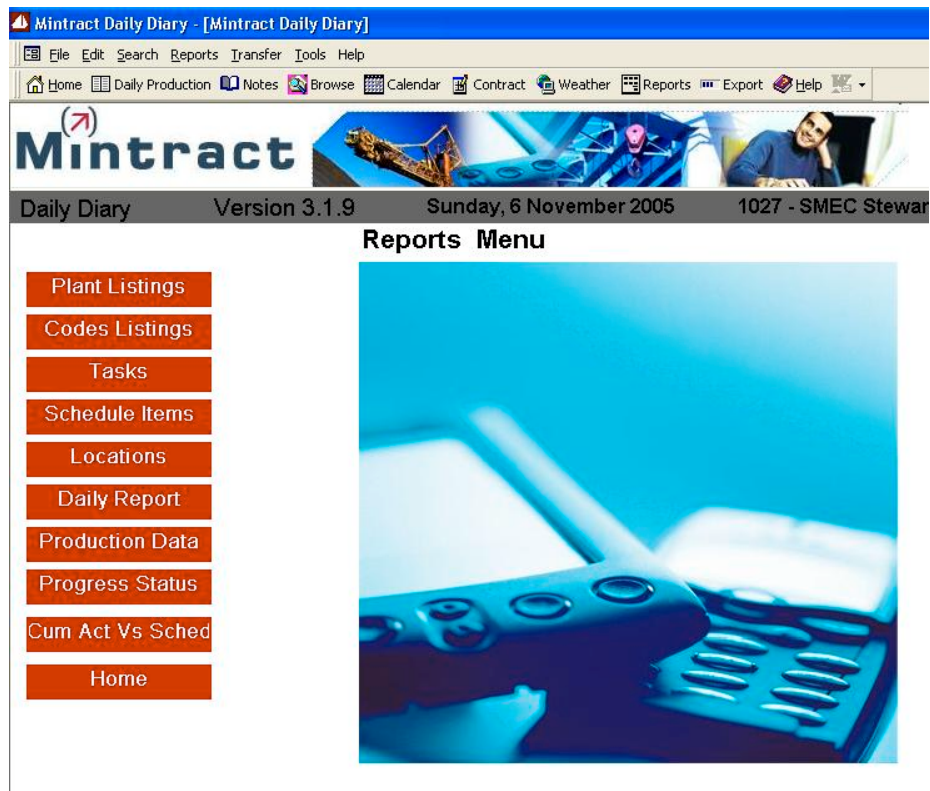 Mintract Daily Diary - [Mintract Daily Diary]
File Edit Search Reports Transfer Tools Help
Home Daily Production Notes Browse Calendar Contract Weather Reports Export Help
Mintract
Daily Diary Version 3.1.9 Sunday, 6 November 2005 1027 - SMEC Stewar
Reports Menu
Plant Listings
Codes Listings
Tasks
Schedule Items
Locations
Daily Report
Production Data
Progress Status
Cum Act Vs Sched
Home